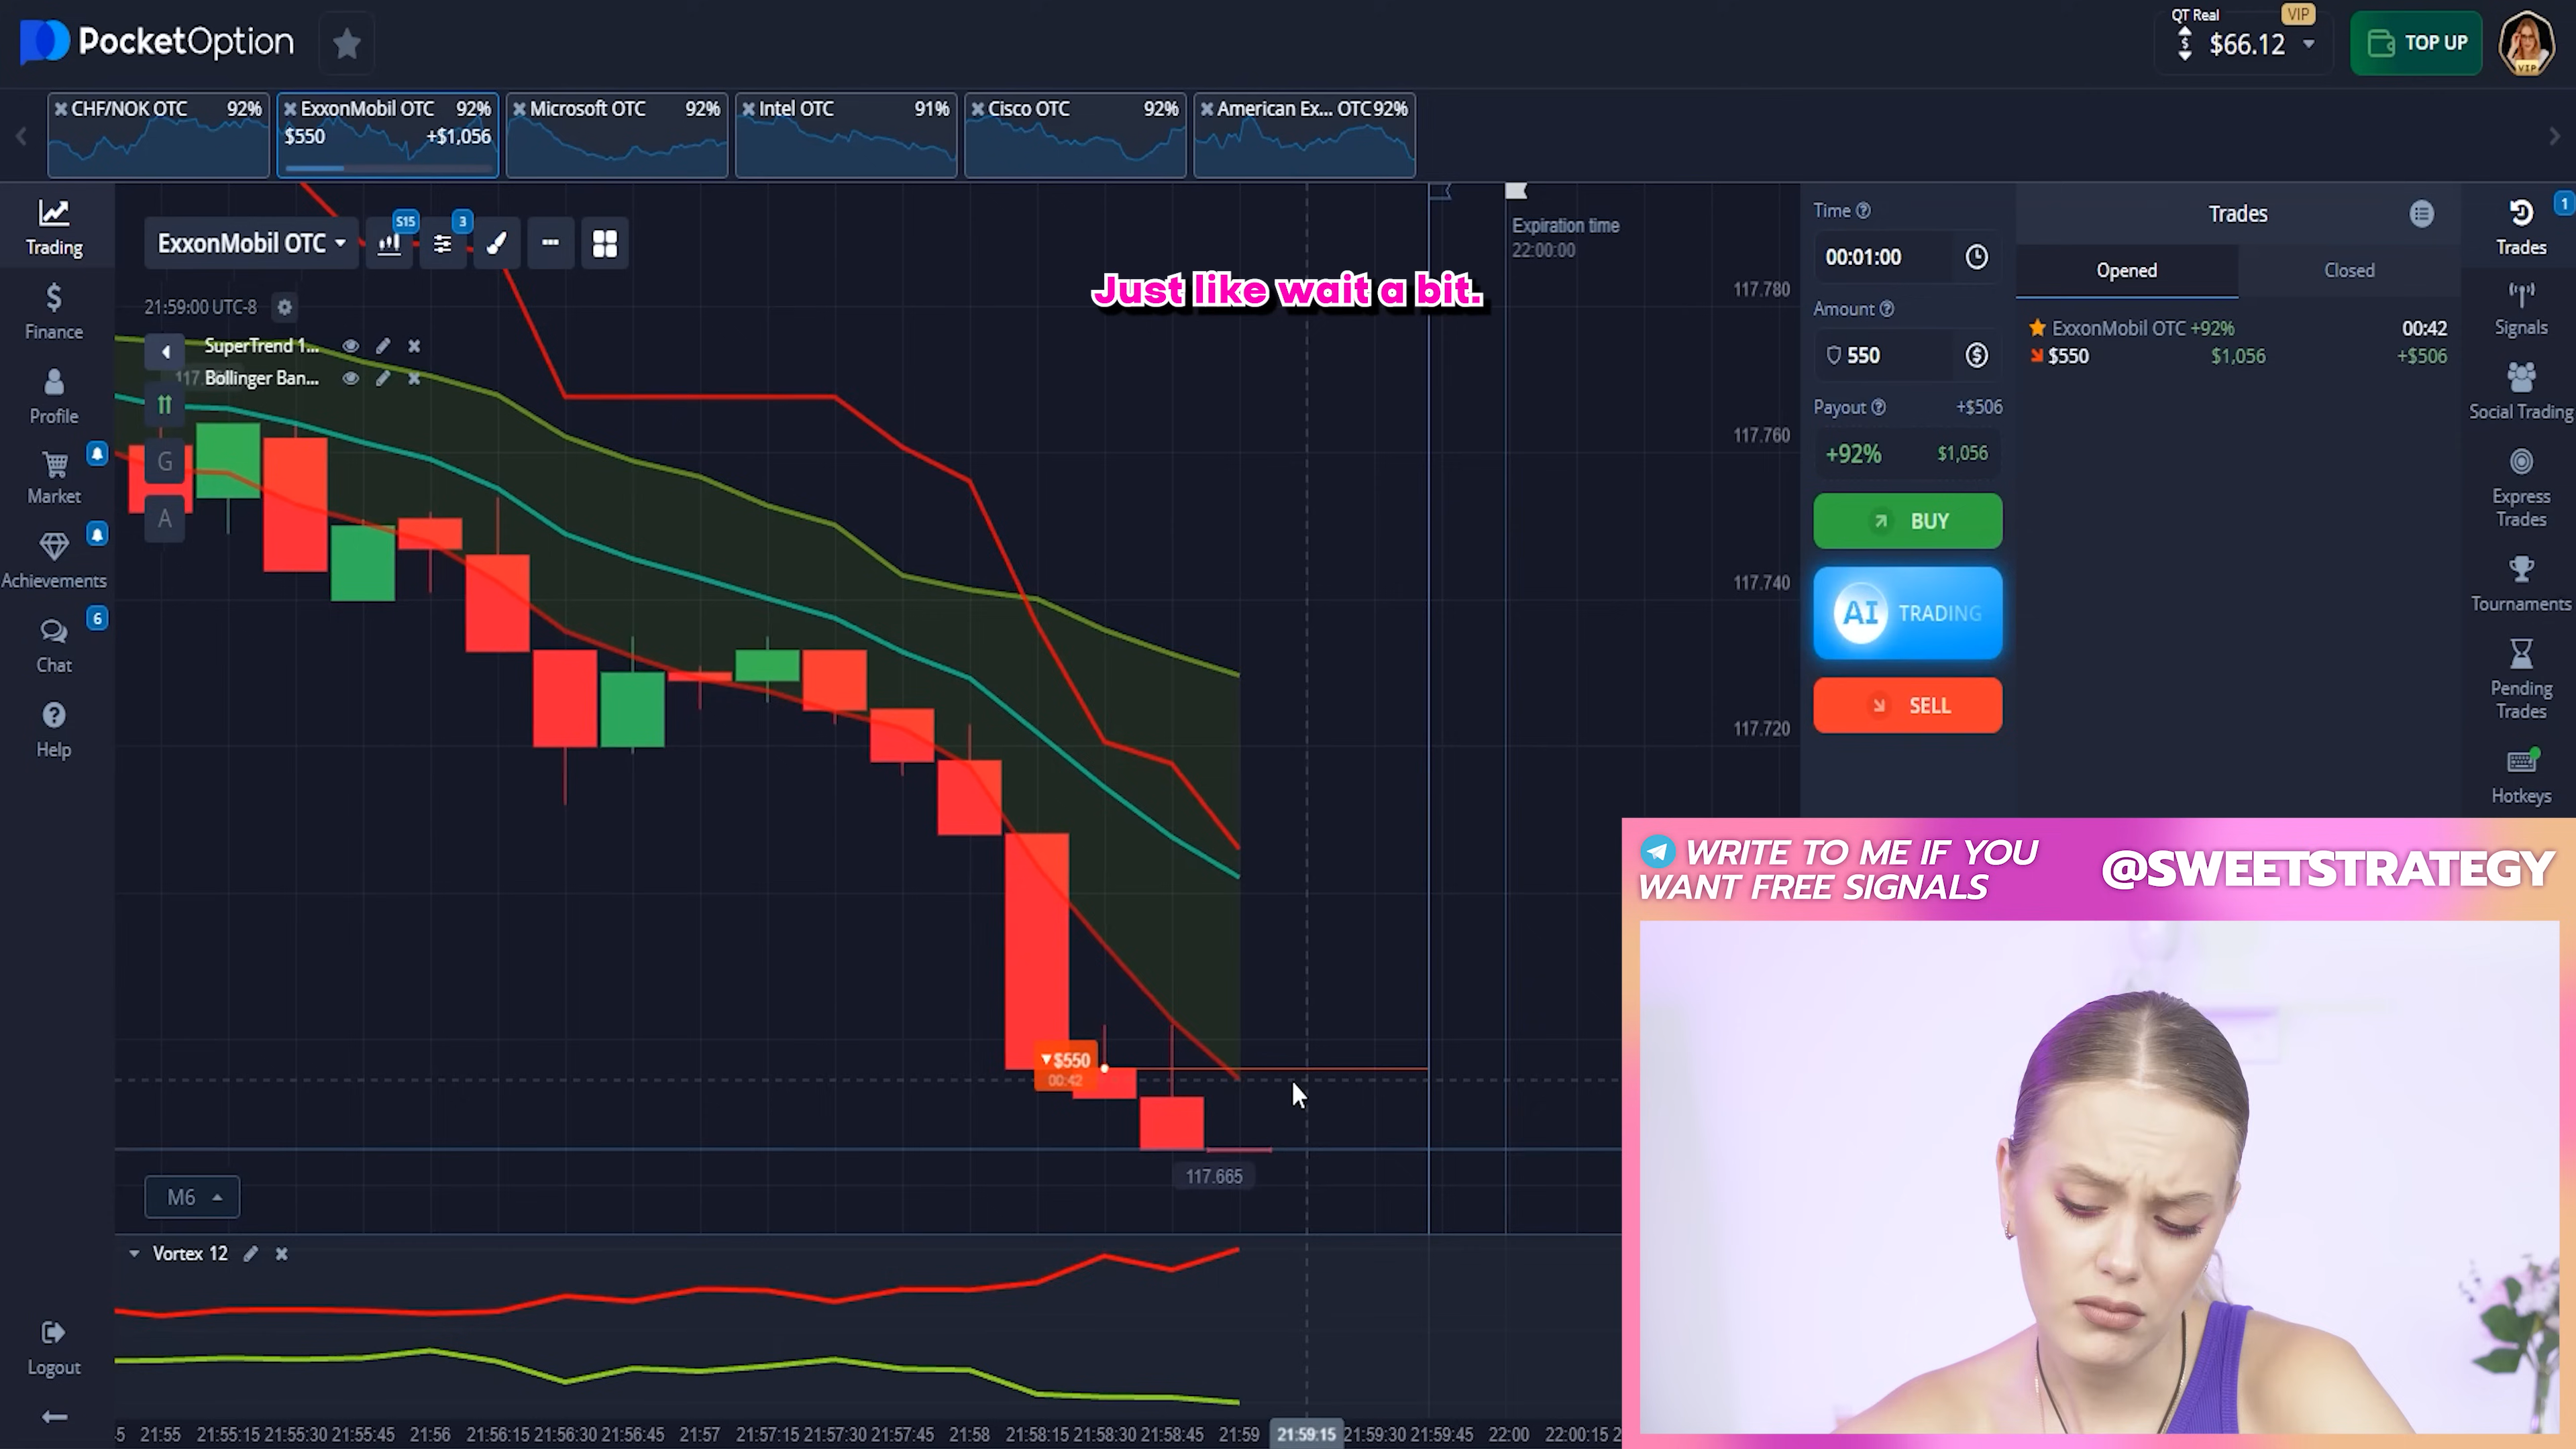 PocketOption
QT Real
VIP
$66.12
TOP UP
VIP
CHF/NOK OTC 92%
ExxonMobil OTC 92%
$550 +$1,056
Microsoft OTC 92%
Intel OTC 91%
Cisco OTC 92%
American Ex... OTC 92%
Trading
Finance
Profile
Market
Achievements
6
Chat
Help
Logout
ExxonMobil OTC
S15
3
21:59:00 UTC-8
SuperTrend 1...
Bollinger Ban...
G
A
Just like wait a bit.
Expiration time
22:00:00
117.780
117.760
117.740
117.720
$550
00:42
117.665
M6
Vortex 12
21:55 21:55:15 21:55:30 21:55:45 21:56 21:56:15 21:56:30 21:56:45 21:57 21:57:15 21:57:30 21:57:45 21:58 21:58:15 21:58:30 21:58:45 21:59 21:59:15 21:59:30 21:59:45 22:00 22:00:15
Time
00:01:00
Amount
550
Payout +$506
+92% $1,056
BUY
AI TRADING
SELL
Trades
Opened Closed
ExxonMobil OTC +92% 00:42
$550 $1,056 +$506
1
Trades
Signals
Social Trading
Express
Trades
Tournaments
Pending
Trades
Hotkeys
WRITE TO ME IF YOU
WANT FREE SIGNALS
@SWEETSTRATEGY